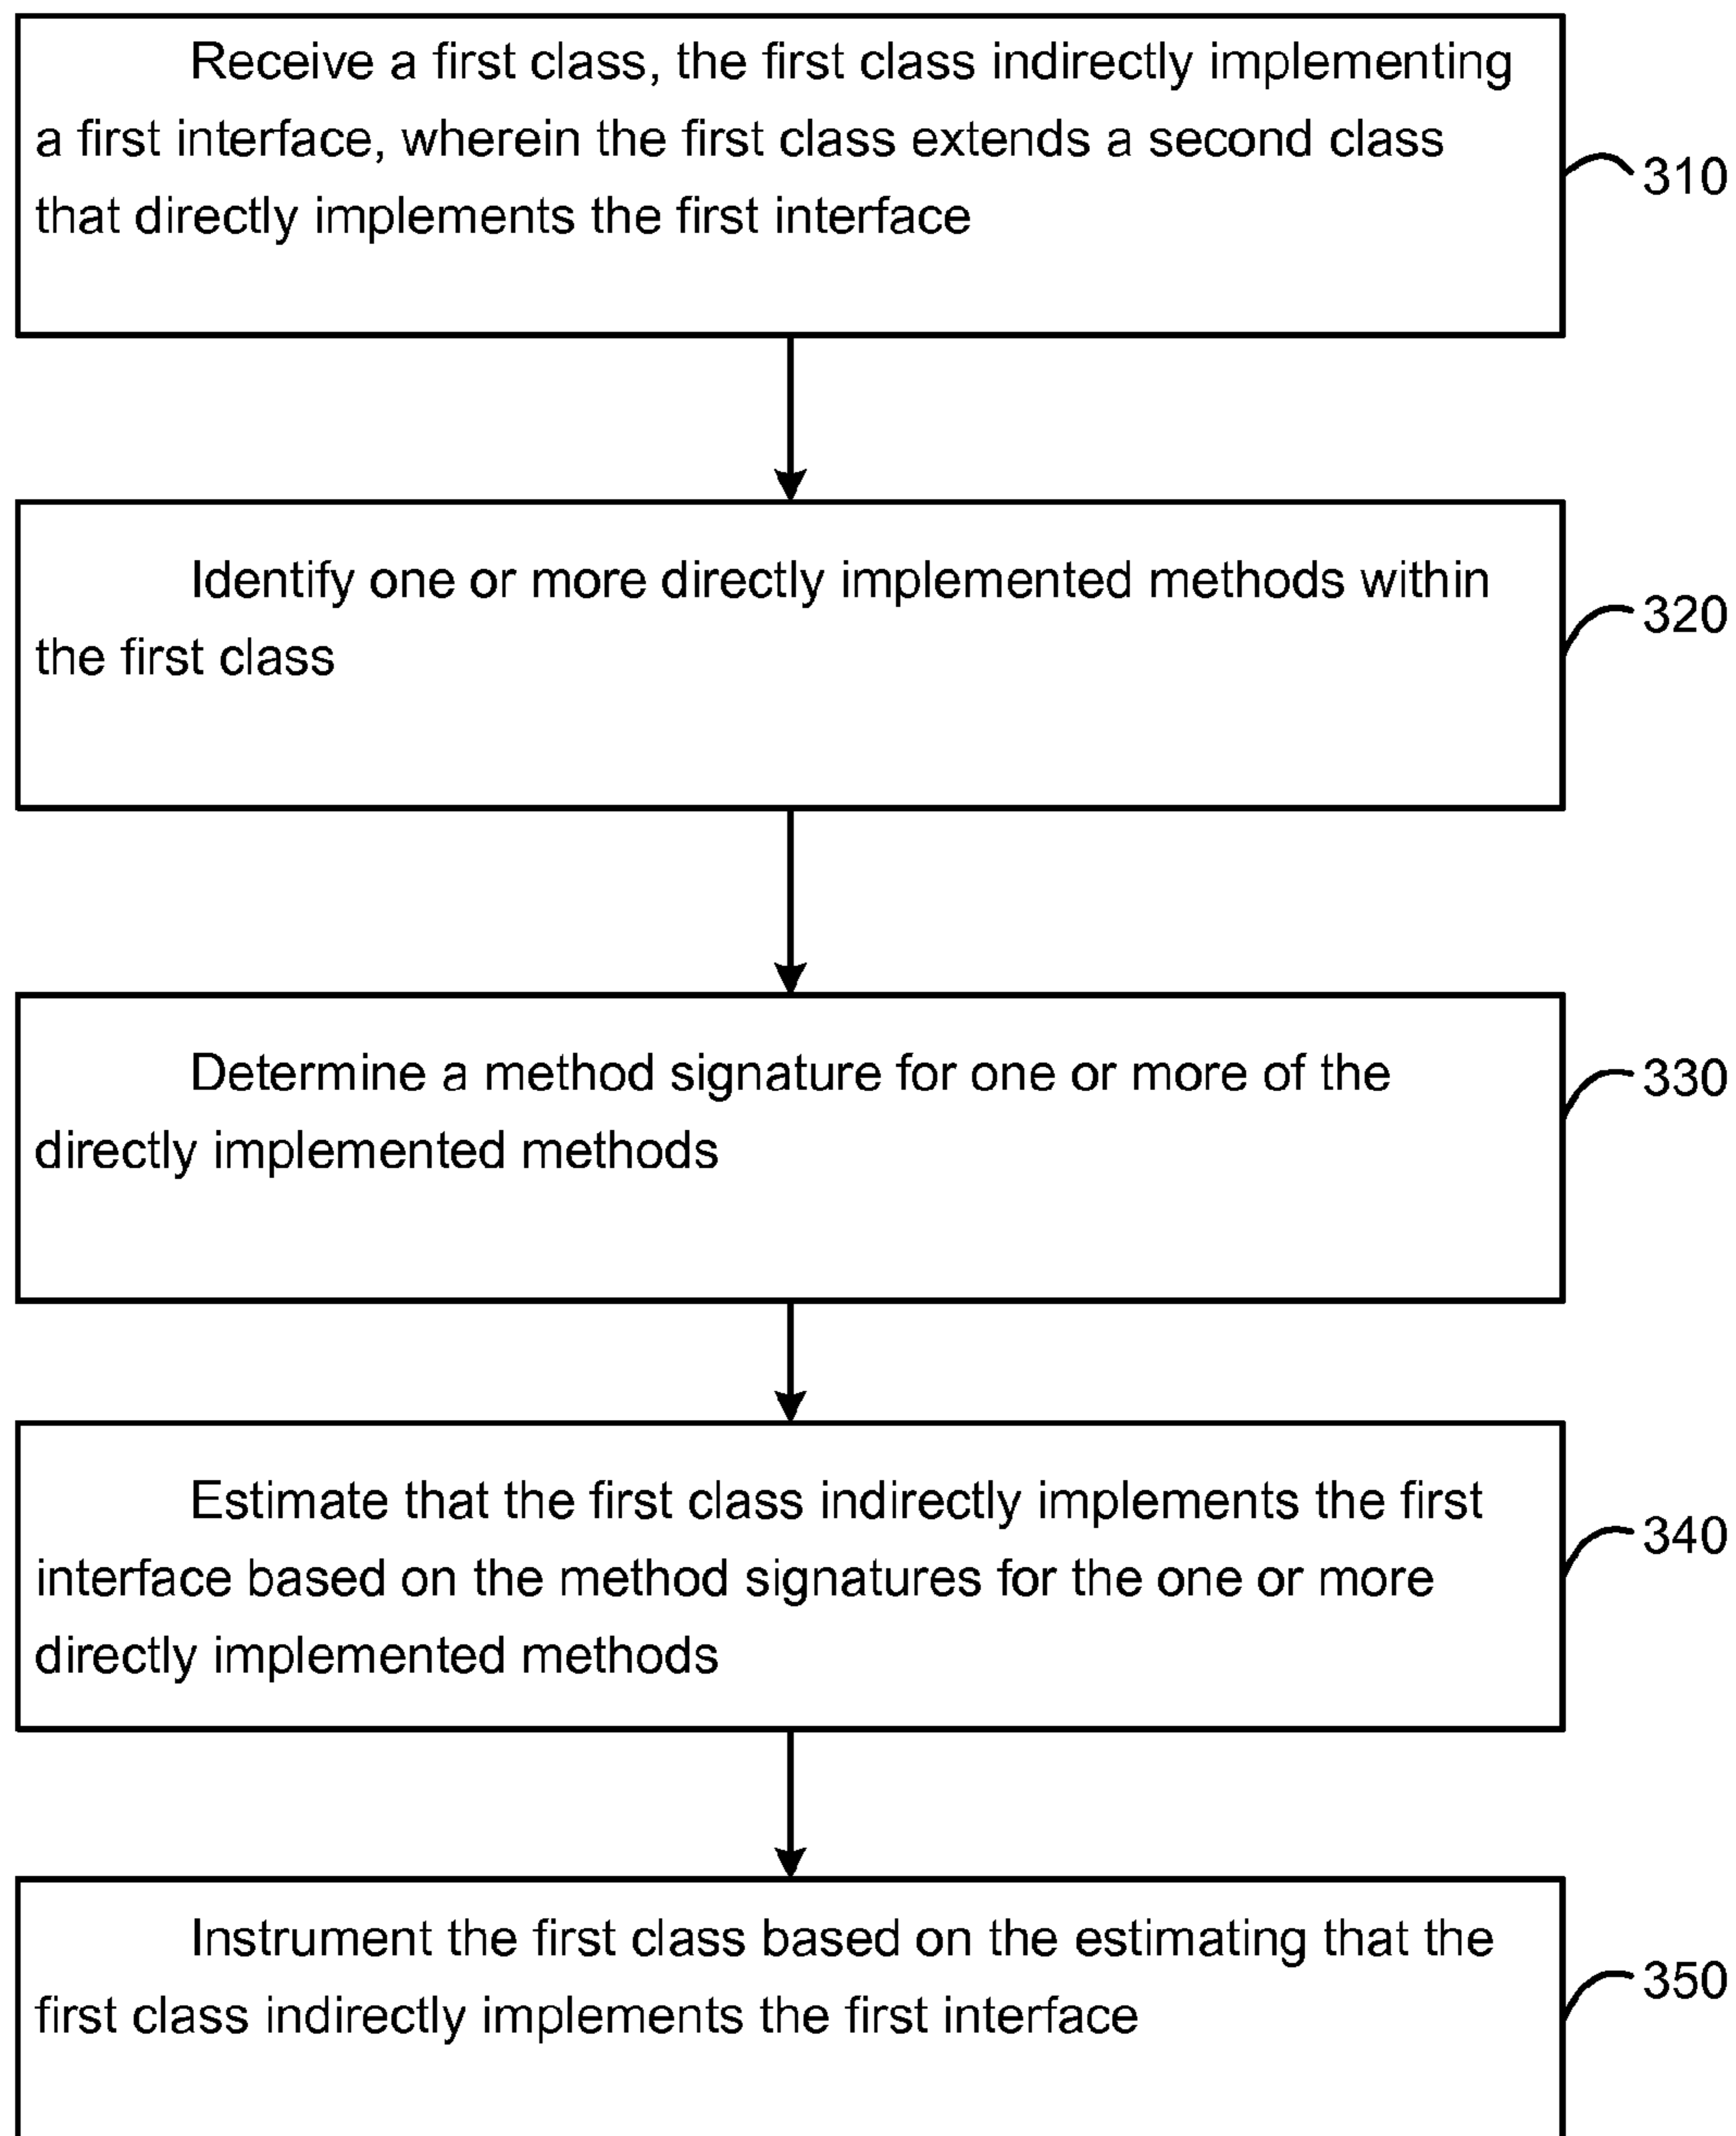 Receive a first class, the first class indirectly implementing
a first interface, wherein the first class extends a second class
that directly implements the first interface
310
Identify one or more directly implemented methods within
the first class
320
Determine a method signature for one or more of the
directly implemented methods
330
Estimate that the first class indirectly implements the first
interface based on the method signatures for the one or more
directly implemented methods
340
Instrument the first class based on the estimating that the
first class indirectly implements the first interface
350